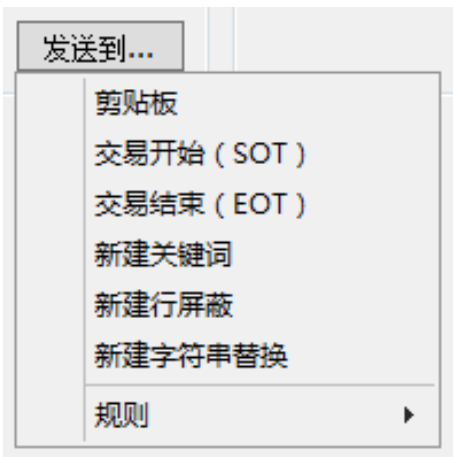 发送到...
剪贴板
交易开始（SOT）
交易结束（EOT）
新建关键词
新建行屏蔽
新建字符串替换
规则